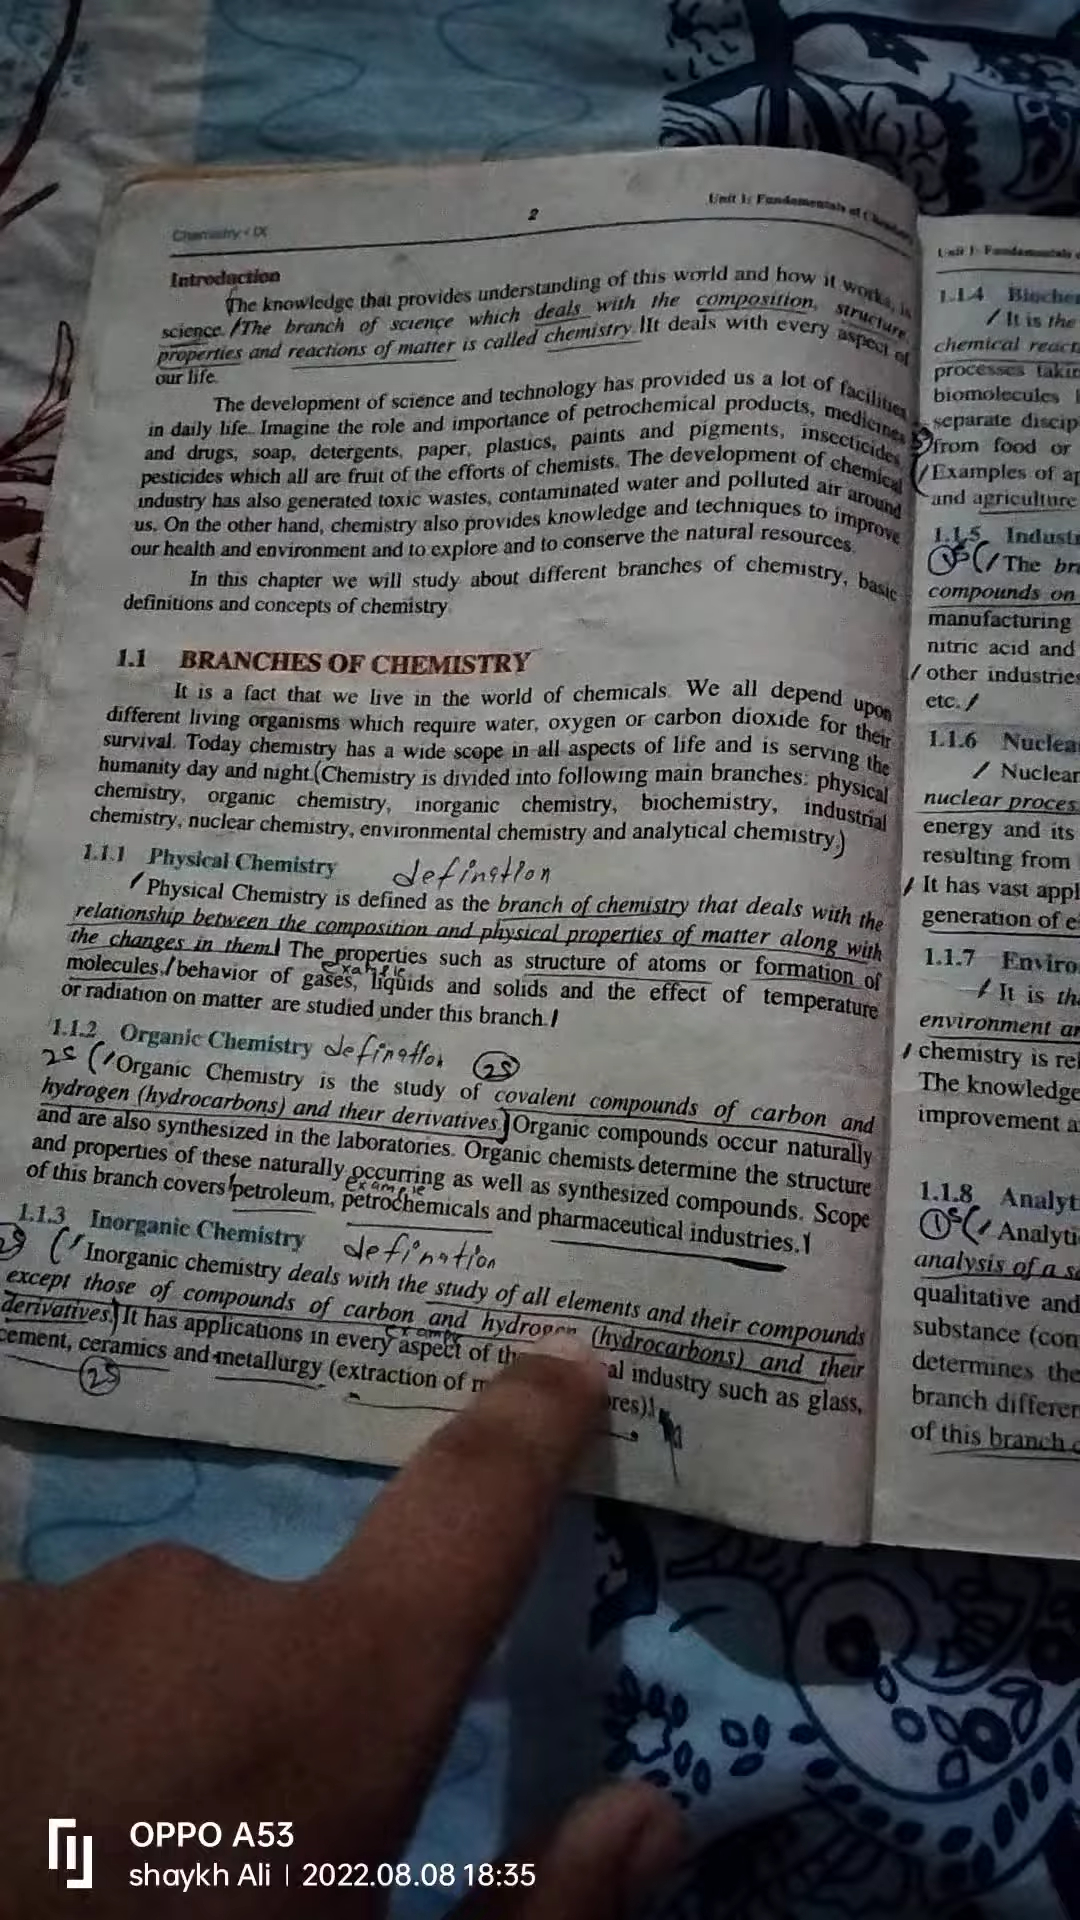 Chemistry - IX
2
Unit 1: Fundamentals of Chemistry
Introduction
The knowledge that provides understanding of this world and how it works, is
science. /The branch of science which deals with the composition, structure,
properties and reactions of matter is called chemistry. It deals with every aspect of
our life.
The development of science and technology has provided us a lot of facilities
in daily life. Imagine the role and importance of petrochemical products, medicines
and drugs, soap, detergents, paper, plastics, paints and pigments, insecticides,
pesticides which all are fruit of the efforts of chemists. The development of chemical
industry has also generated toxic wastes, contaminated water and polluted air around
us. On the other hand, chemistry also provides knowledge and techniques to improve
our health and environment and to explore and to conserve the natural resources.
In this chapter we will study about different branches of chemistry, basic
definitions and concepts of chemistry
1.1 BRANCHES OF CHEMISTRY
It is a fact that we live in the world of chemicals. We all depend upon
different living organisms which require water, oxygen or carbon dioxide for their
survival. Today chemistry has a wide scope in all aspects of life and is serving the
humanity day and night.(Chemistry is divided into following main branches: physical
chemistry, organic chemistry, inorganic chemistry, biochemistry, industrial
chemistry, nuclear chemistry, environmental chemistry and analytical chemistry.)
1.1.1 Physical Chemistry defination
/Physical Chemistry is defined as the branch of chemistry that deals with the
relationship between the composition and physical properties of matter along with
the changes in them./ The properties such as structure of atoms or formation of
example
molecules,/behavior of gases, liquids and solids and the effect of temperature
or radiation on matter are studied under this branch./
1.1.2 Organic Chemistry defination 25
25 (/Organic Chemistry is the study of covalent compounds of carbon and
hydrogen (hydrocarbons) and their derivatives.) Organic compounds occur naturally
and are also synthesized in the laboratories. Organic chemists determine the structure
and properties of these naturally occurring as well as synthesized compounds. Scope
example
of this branch covers/petroleum, petrochemicals and pharmaceutical industries./
1.1.3 Inorganic Chemistry defination
(/Inorganic chemistry deals with the study of all elements and their compounds
except those of compounds of carbon and hydrogen (hydrocarbons) and their
derivatives.)It has applications in every aspect of the al industry such as glass,
cement, ceramics and metallurgy (extraction of m ores)/
25
1.1.4 Biochem
/ It is the
chemical react
processes takin
biomolecules
separate discip
from food or
/Examples of ap
and agriculture
1.1.5 Indust
15 (/The bra
compounds on
manufacturing
nitric acid and
/ other industries
etc./
1.1.6 Nuclea
/ Nuclear
nuclear proces
energy and its
resulting from
/ It has vast appl
generation of e
1.1.7 Enviro
/ It is th
environment an
/ chemistry is re
The knowledge
improvement a
1.1.8 Analyt
15 (/ Analyti
analysis of a sa
qualitative and
substance (con
determines the
branch differen
of this branch
OPPO A53
shaykh Ali | 2022.08.08 18:35